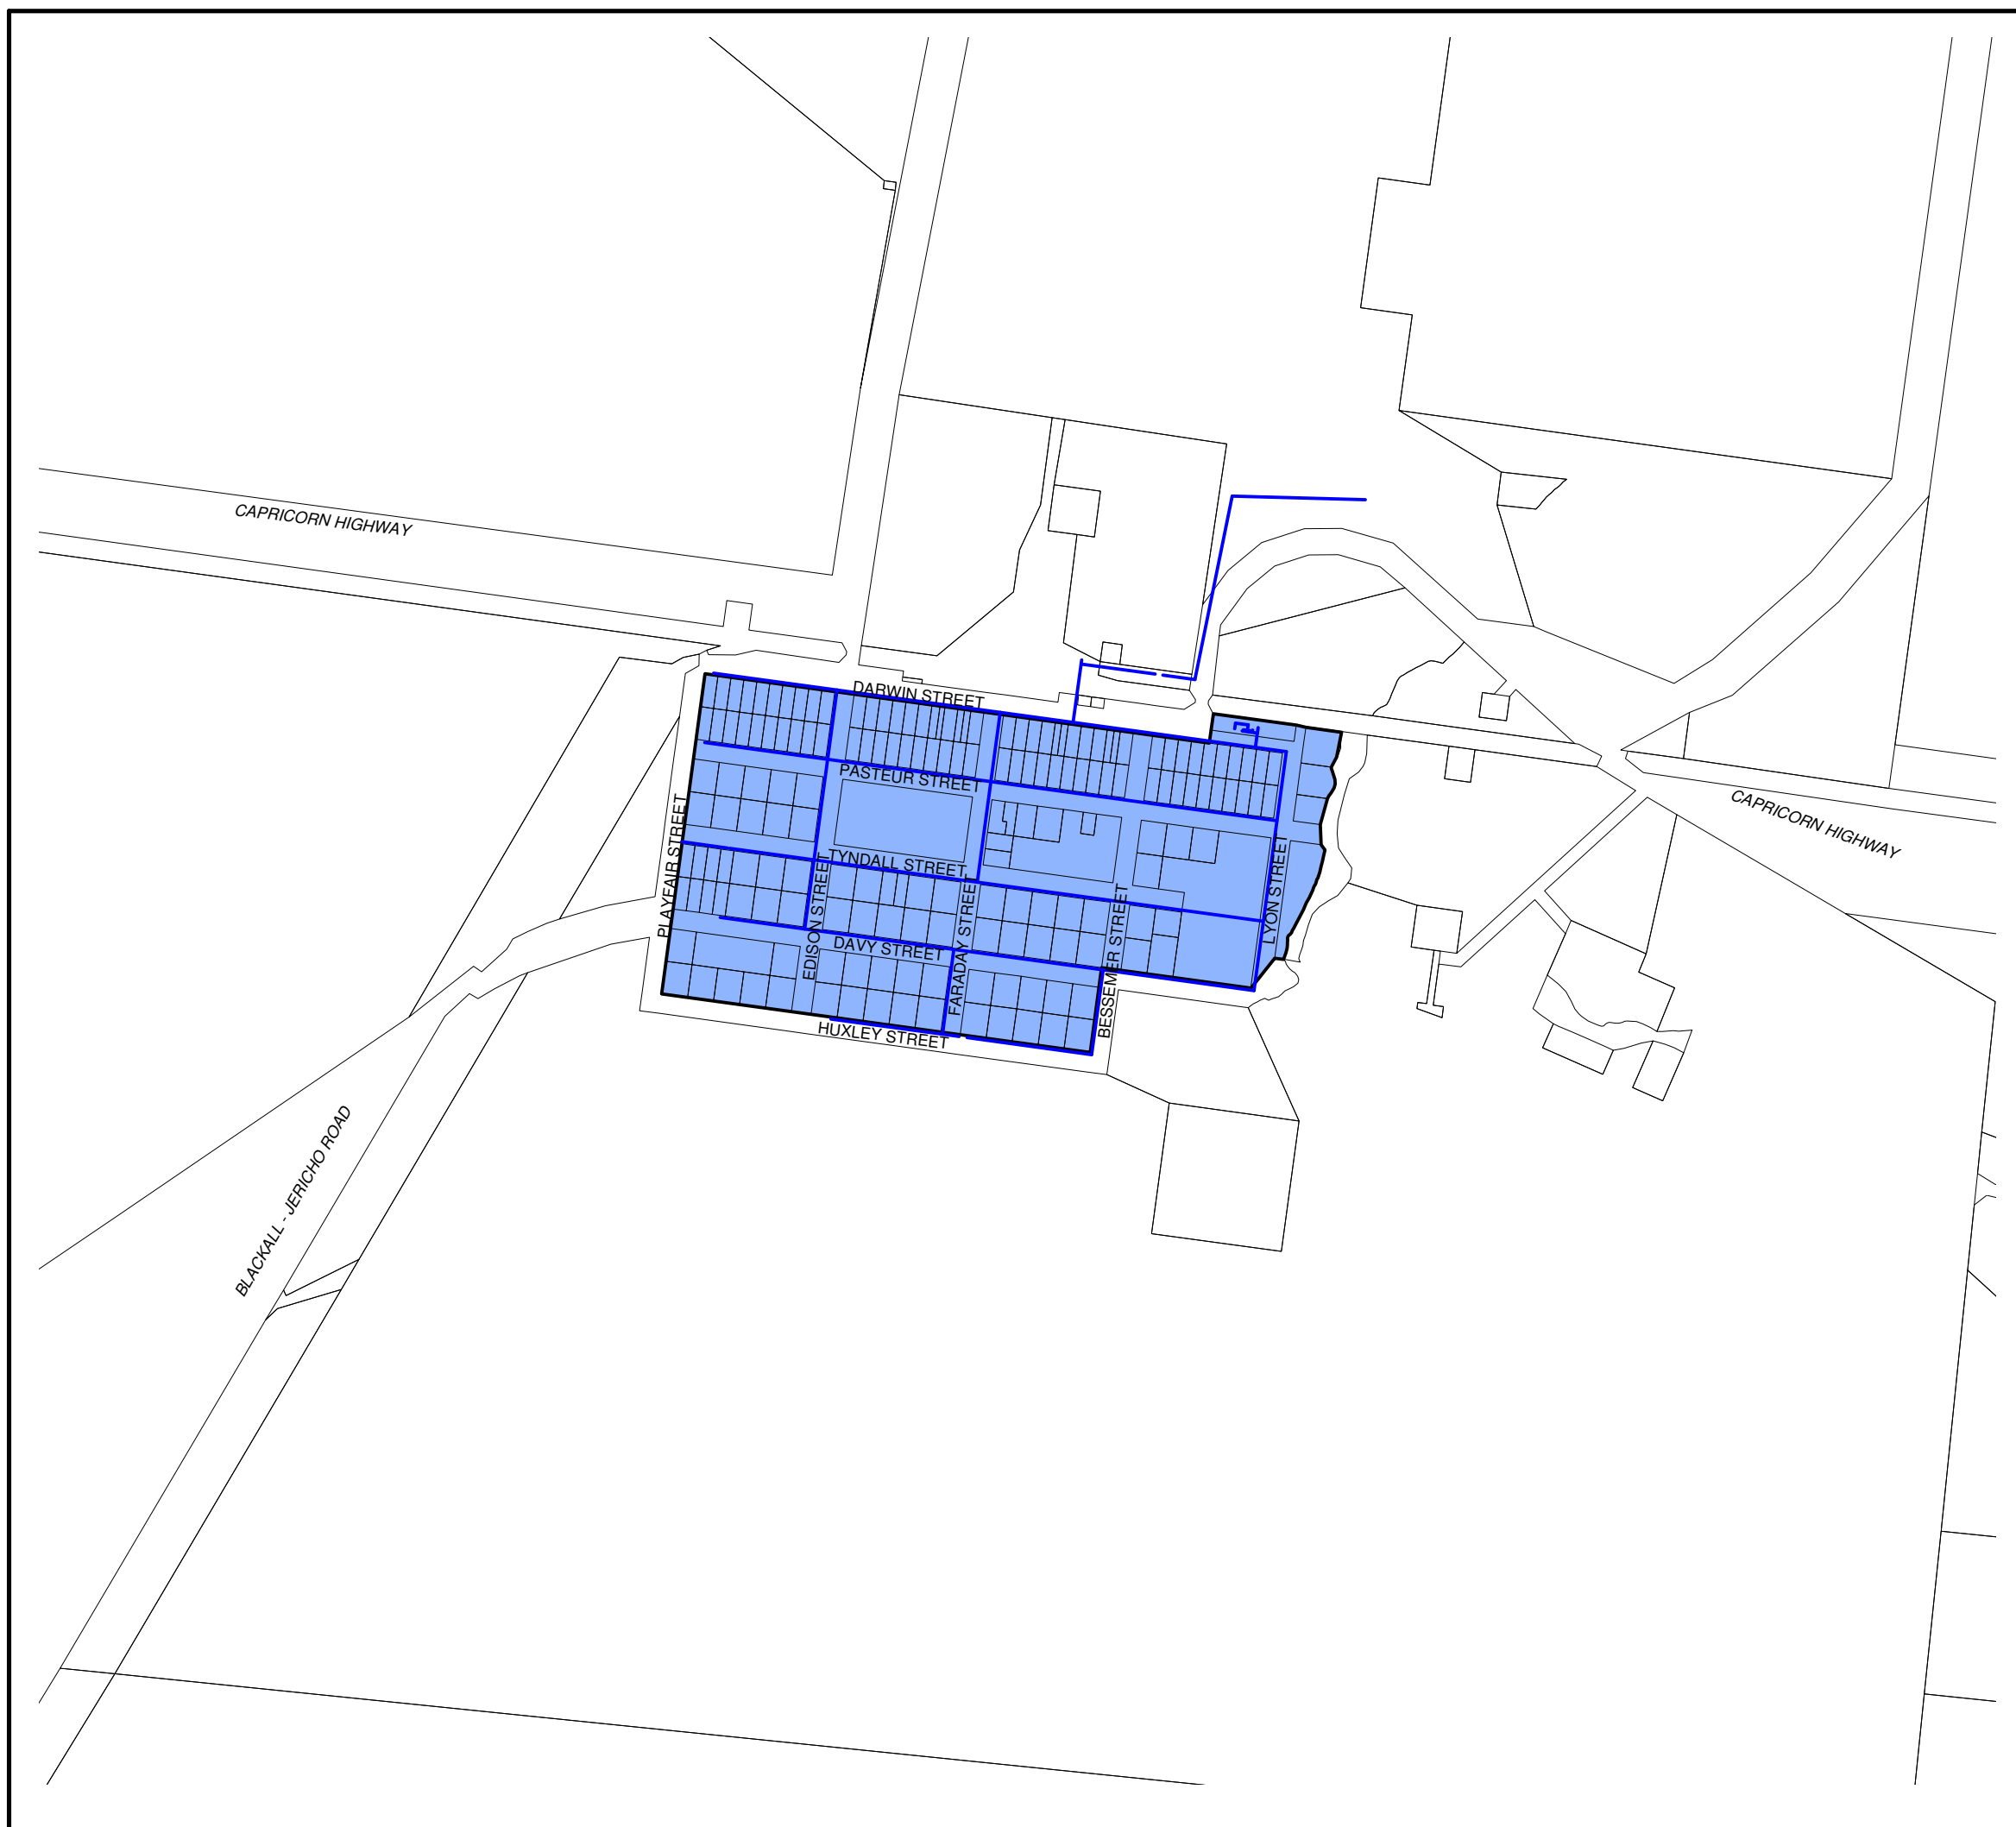 CAPRICORN HIGHWAY
DARWIN STREET
PASTEUR STREET
CAPRICORN HIGHWAY
PLAYFAIR STREET
TYNDALL STREET
EDISON STREET
FARADAY STREET
BESSEMER STREET
LYON STREE
DAVY STREET
HUXLEY STREET
BLACKALL - JERICHO ROAD